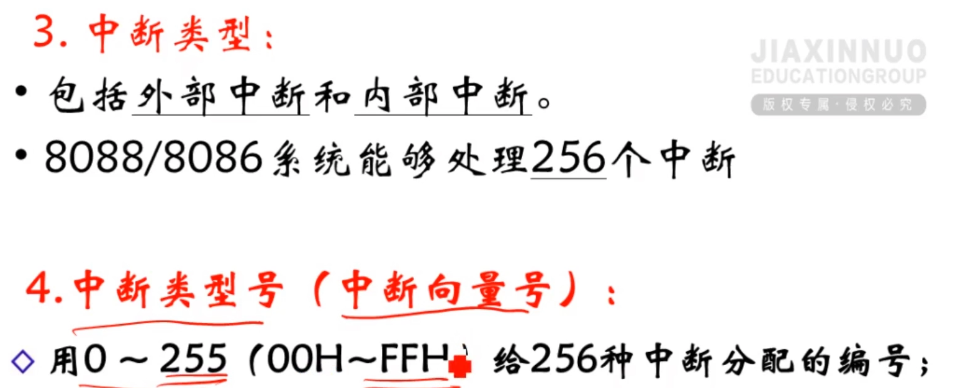 3. 中断类型：
JIAXINNUO
EDUCATIONGROUP
版权专属·侵权必究
• 包括外部中断和内部中断。
• 8088/8086系统能够处理256个中断
4.中断类型号（中断向量号）：
◇ 用0～255（00H～FFH）给256种中断分配的编号；